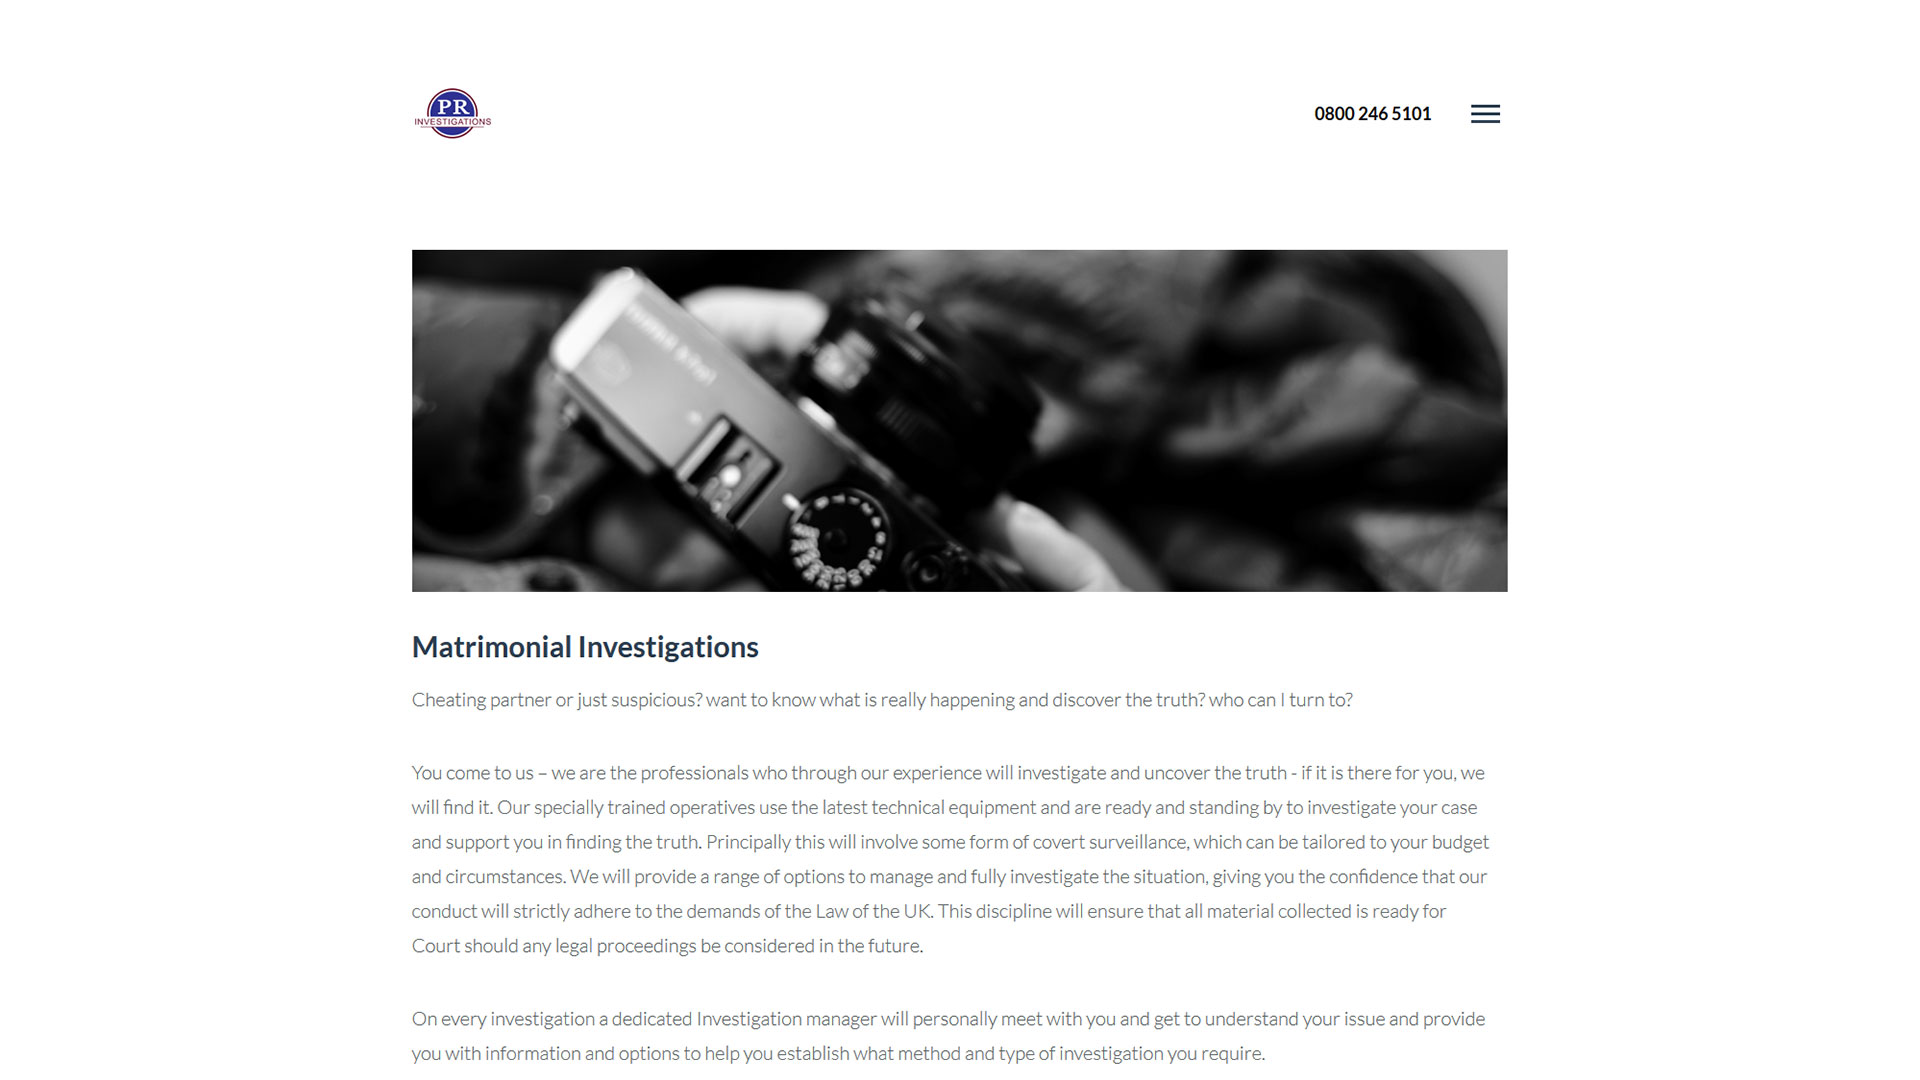 PR
INVESTIGATIONS
0800 246 5101
Matrimonial Investigations
Cheating partner or just suspicious? want to know what is really happening and discover the truth? who can I turn to?
You come to us – we are the professionals who through our experience will investigate and uncover the truth - if it is there for you, we
will find it. Our specially trained operatives use the latest technical equipment and are ready and standing by to investigate your case
and support you in finding the truth. Principally this will involve some form of covert surveillance, which can be tailored to your budget
and circumstances. We will provide a range of options to manage and fully investigate the situation, giving you the confidence that our
conduct will strictly adhere to the demands of the Law of the UK. This discipline will ensure that all material collected is ready for
Court should any legal proceedings be considered in the future.
On every investigation a dedicated Investigation manager will personally meet with you and get to understand your issue and provide
you with information and options to help you establish what method and type of investigation you require.